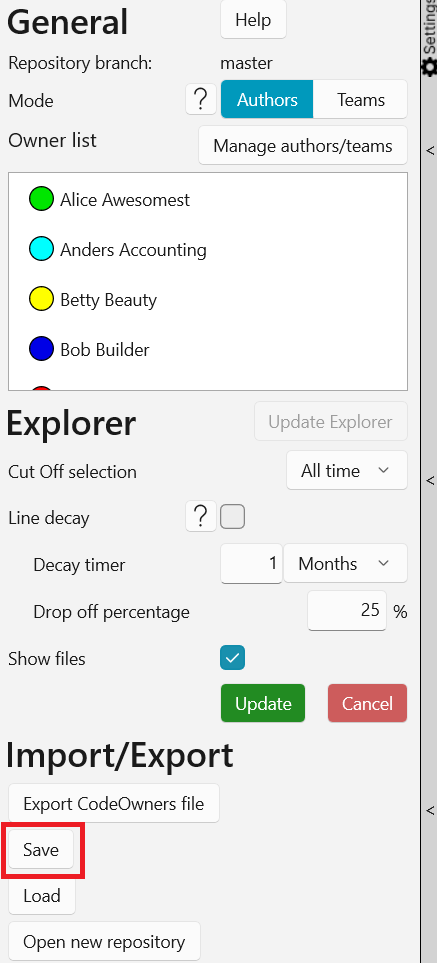 General Help
Settings
Repository branch: master
Mode ? Authors Teams
Owner list Manage authors/teams
Alice Awesomest
Anders Accounting
Betty Beauty
Bob Builder
Explorer Update Explorer
Cut Off selection All time
Line decay ?
Decay timer 1 Months
Drop off percentage 25 %
Show files
Update Cancel
Import/Export
Export CodeOwners file
Save
Load
Open new repository